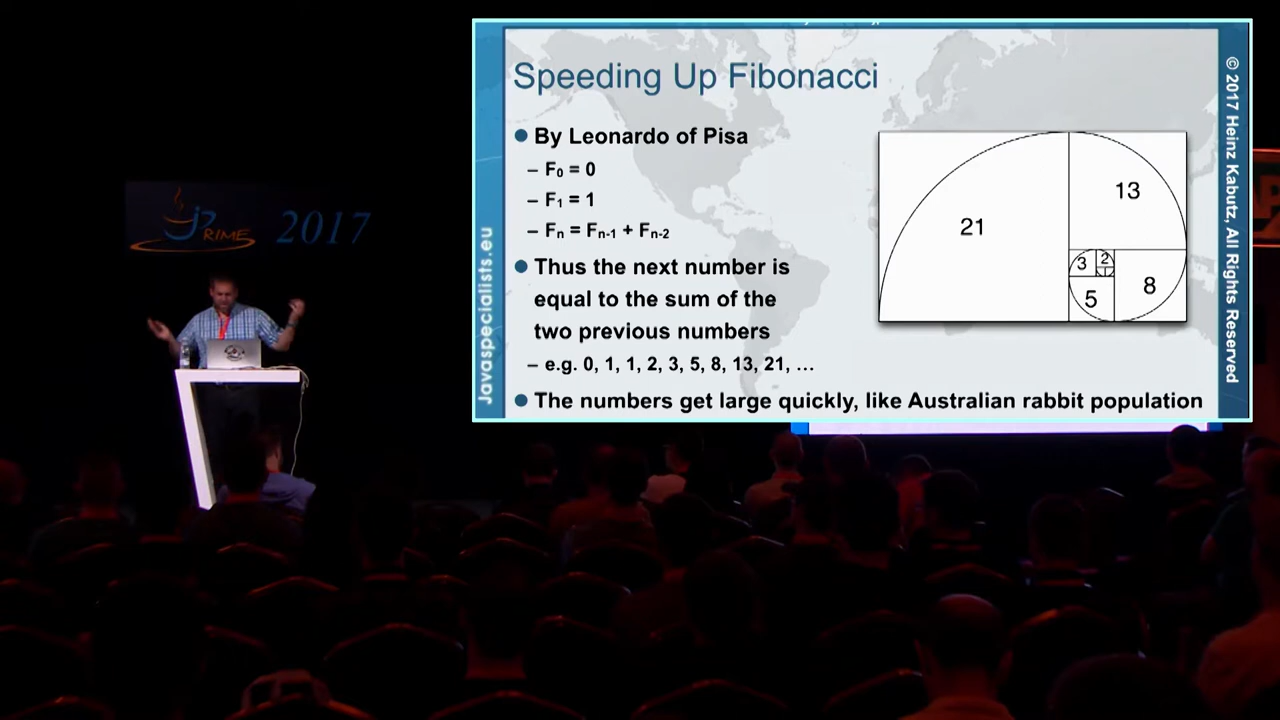 Speeding Up Fibonacci
● By Leonardo of Pisa
– F₀ = 0
– F₁ = 1
– Fₙ = Fₙ₋₁ + Fₙ₋₂
● Thus the next number is
equal to the sum of the
two previous numbers
– e.g. 0, 1, 1, 2, 3, 5, 8, 13, 21, …
● The numbers get large quickly, like Australian rabbit population
21
13
3
2
5
8
Javaspecialists.eu
© 2017 Heinz Kabutz, All Rights Reserved
JPRIME 2017